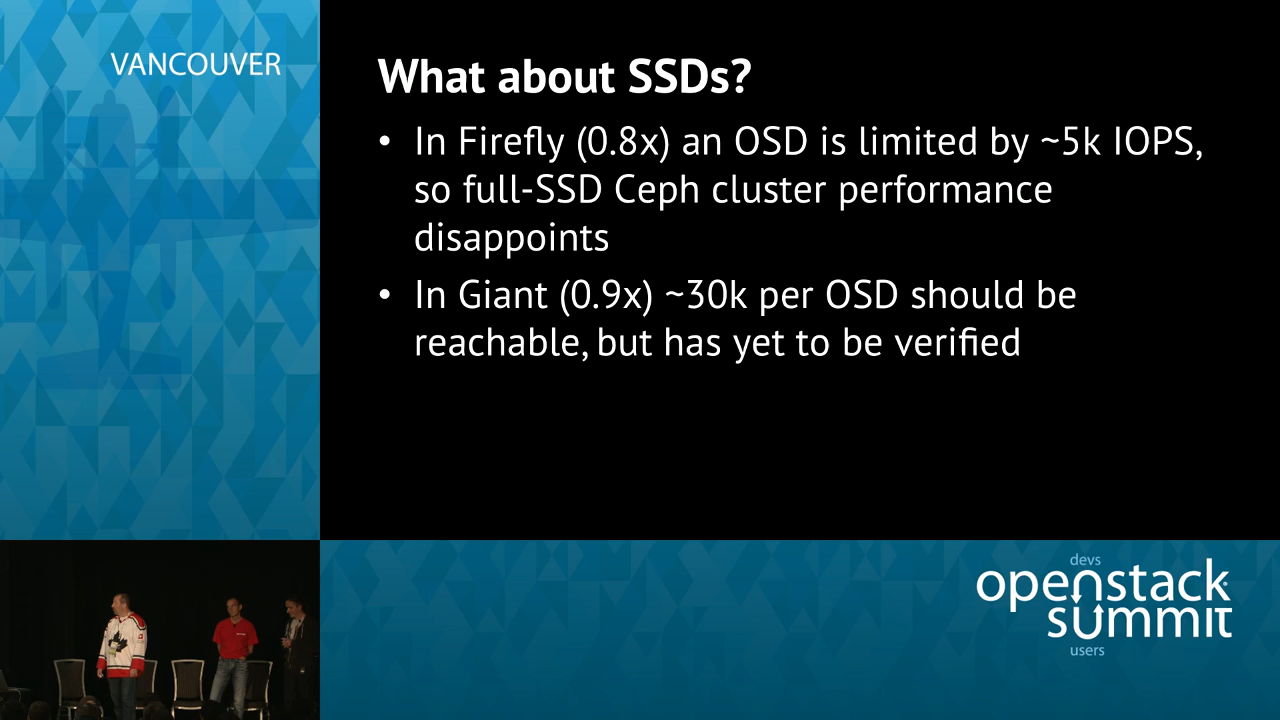 VANCOUVER
What about SSDs?
• In Firefly (0.8x) an OSD is limited by ~5k IOPS,
so full-SSD Ceph cluster performance
disappoints
• In Giant (0.9x) ~30k per OSD should be
reachable, but has yet to be verified
devs
openstack
summit
users